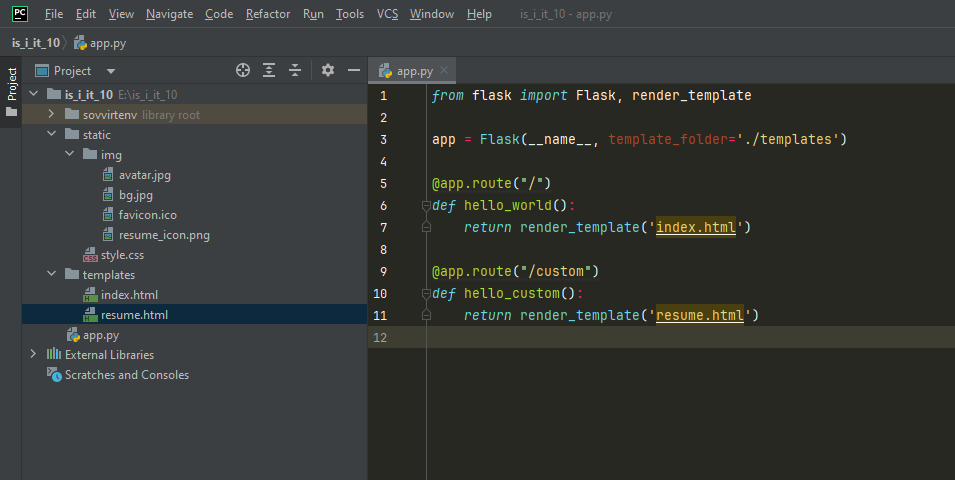 PC File Edit View Navigate Code Refactor Run Tools VCS Window Help is_i_it_10 - app.py
is_i_it_10 app.py
Project
Project
is_i_it_10 E:\is_i_it_10
sovvirtenv library root
static
img
avatar.jpg
bg.jpg
favicon.ico
resume_icon.png
CSS style.css
templates
H index.html
H resume.html
app.py
External Libraries
Scratches and Consoles
app.py
1 from flask import Flask, render_template
2
3 app = Flask(__name__, template_folder='./templates')
4
5 @app.route("/")
6 def hello_world():
7 return render_template('index.html')
8
9 @app.route("/custom")
10 def hello_custom():
11 return render_template('resume.html')
12